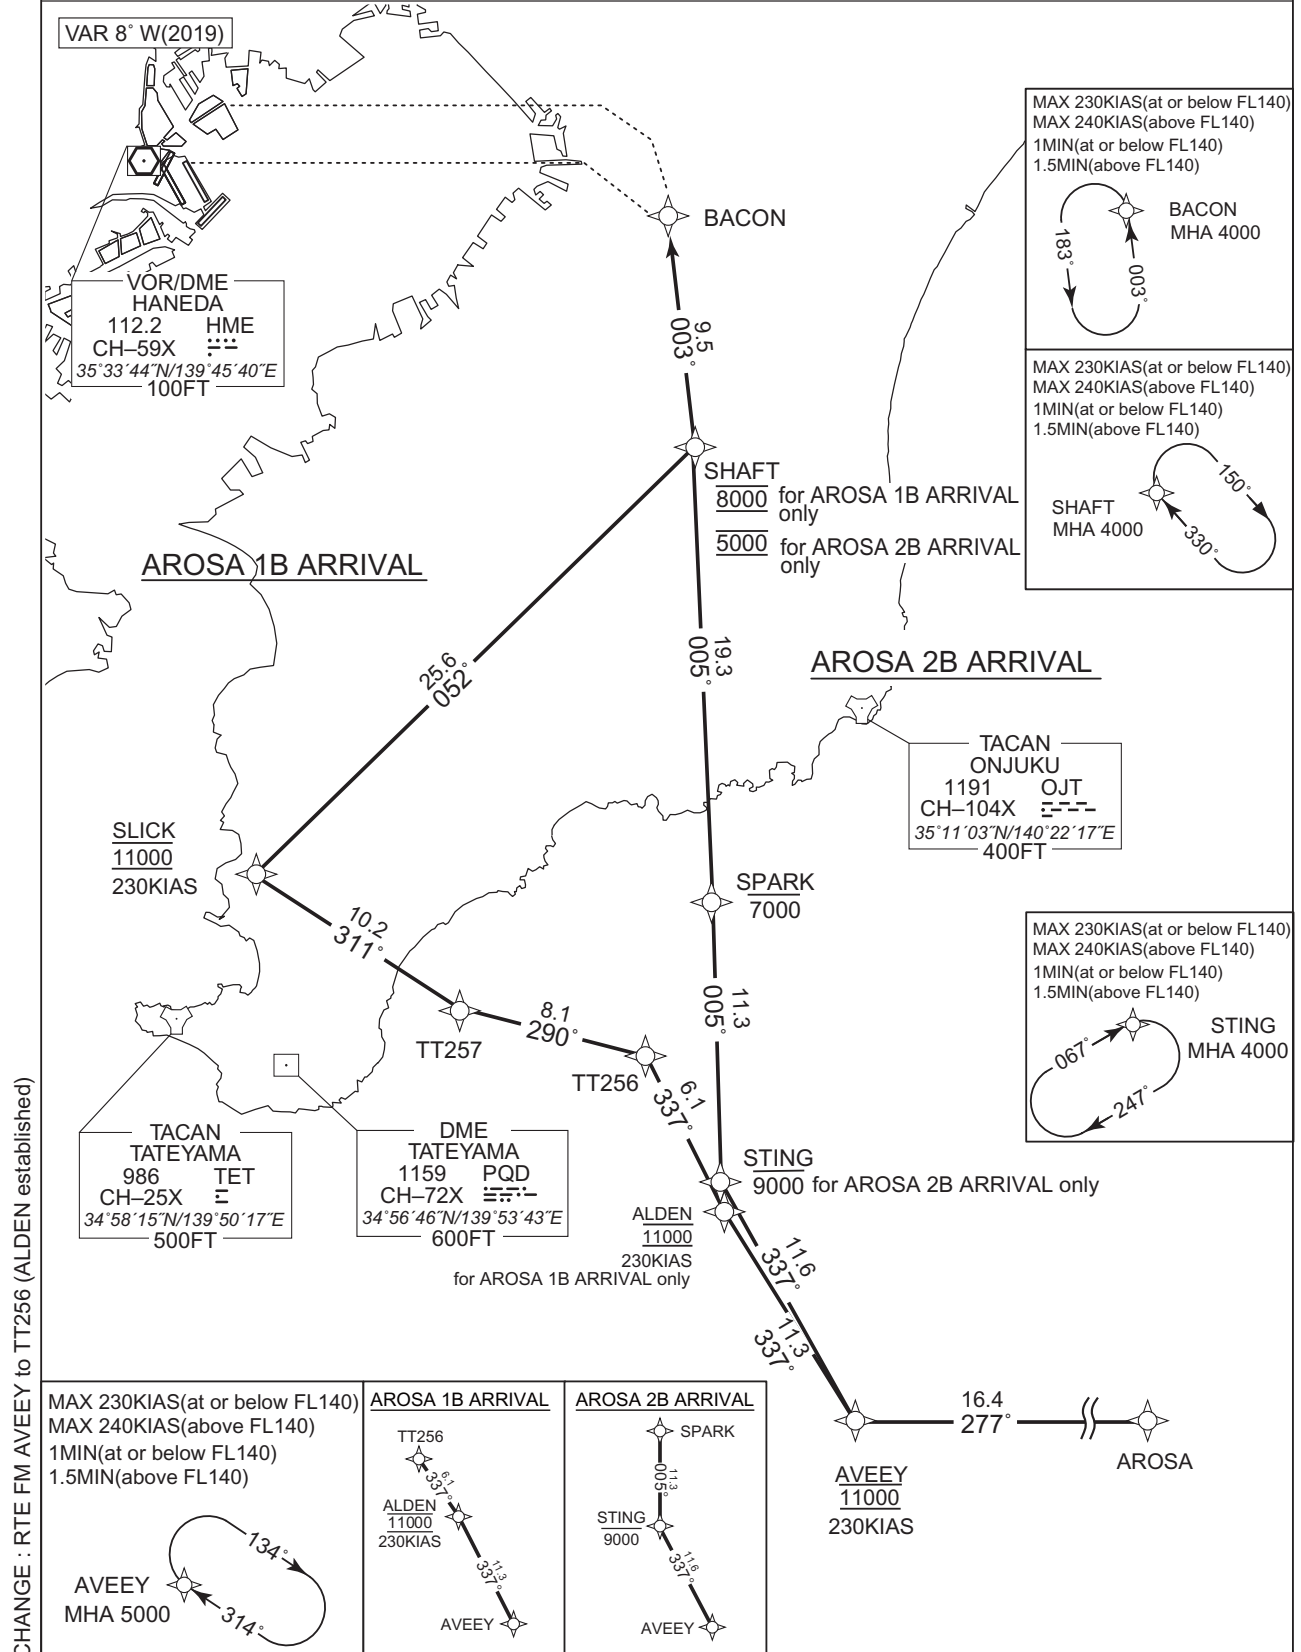 VAR 8° W(2019)
MAX 230KIAS(at or below FL140)
MAX 240KIAS(above FL140)
1MIN(at or below FL140)
1.5MIN(above FL140)
BACON
MHA 4000
183°
003°
BACON
VOR/DME
HANEDA
112.2 HME
CH–59X
35°33´44˝N/139°45´40˝E
100FT
9.5
003°
MAX 230KIAS(at or below FL140)
MAX 240KIAS(above FL140)
1MIN(at or below FL140)
1.5MIN(above FL140)
SHAFT
MHA 4000
150°
330°
SHAFT
8000 for AROSA 1B ARRIVAL
only
5000 for AROSA 2B ARRIVAL
only
AROSA 1B ARRIVAL
25.6
052°
19.3
005°
AROSA 2B ARRIVAL
TACAN
ONJUKU
1191 OJT
CH–104X
35°11´03˝N/140°22´17˝E
400FT
SLICK
11000
230KIAS
SPARK
7000
10.2
311°
8.1
290°
11.3
005°
TT257
TT256
6.1
337°
MAX 230KIAS(at or below FL140)
MAX 240KIAS(above FL140)
1MIN(at or below FL140)
1.5MIN(above FL140)
STING
MHA 4000
067°
247°
TACAN
TATEYAMA
986 TET
CH–25X
34°58´15˝N/139°50´17˝E
500FT
DME
TATEYAMA
1159 PQD
CH–72X
34°56´46˝N/139°53´43˝E
600FT
STING
9000 for AROSA 2B ARRIVAL only
ALDEN
11000
230KIAS
for AROSA 1B ARRIVAL only
11.6
337°
11.3
337°
16.4
277°
AROSA
AVEEY
11000
230KIAS
MAX 230KIAS(at or below FL140)
MAX 240KIAS(above FL140)
1MIN(at or below FL140)
1.5MIN(above FL140)
AVEEY
MHA 5000
134°
314°
AROSA 1B ARRIVAL
TT256
6.1
337°
ALDEN
11000
230KIAS
11.3
337°
AVEEY
AROSA 2B ARRIVAL
SPARK
11.3
005°
STING
9000
11.6
337°
AVEEY
CHANGE : RTE FM AVEEY to TT256 (ALDEN established)